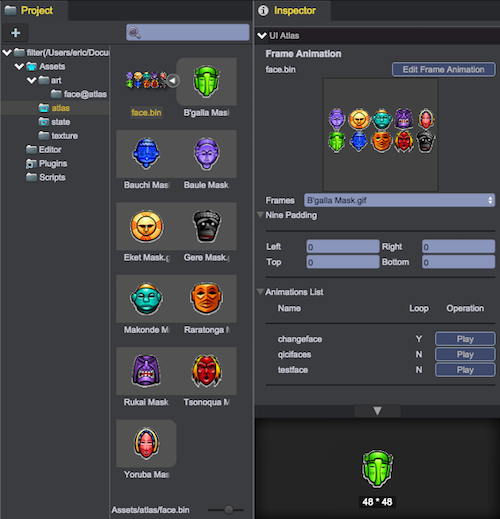 Project
filter(/Users/eric/Docu
Assets
art
face@atlas
atlas
state
texture
Editor
Plugins
Scripts
face.bin
B'galla Mask
Bauchi Mas
Baule Mask
Eket Mask.g
Gere Mask.g
Makonde M
Raratonga M
Rukai Mask
Tsonoqua M
Yoruba Mas
Assets/atlas/face.bin
Inspector
UI Atlas
Frame Animation
face.bin
Edit Frame Animation
Frames
B'galla Mask.gif
Nine Padding
Left 0 Right 0
Top 0 Bottom 0
Animations List
Name Loop Operation
changeface Y Play
qicifaces N Play
testface N Play
48 * 48